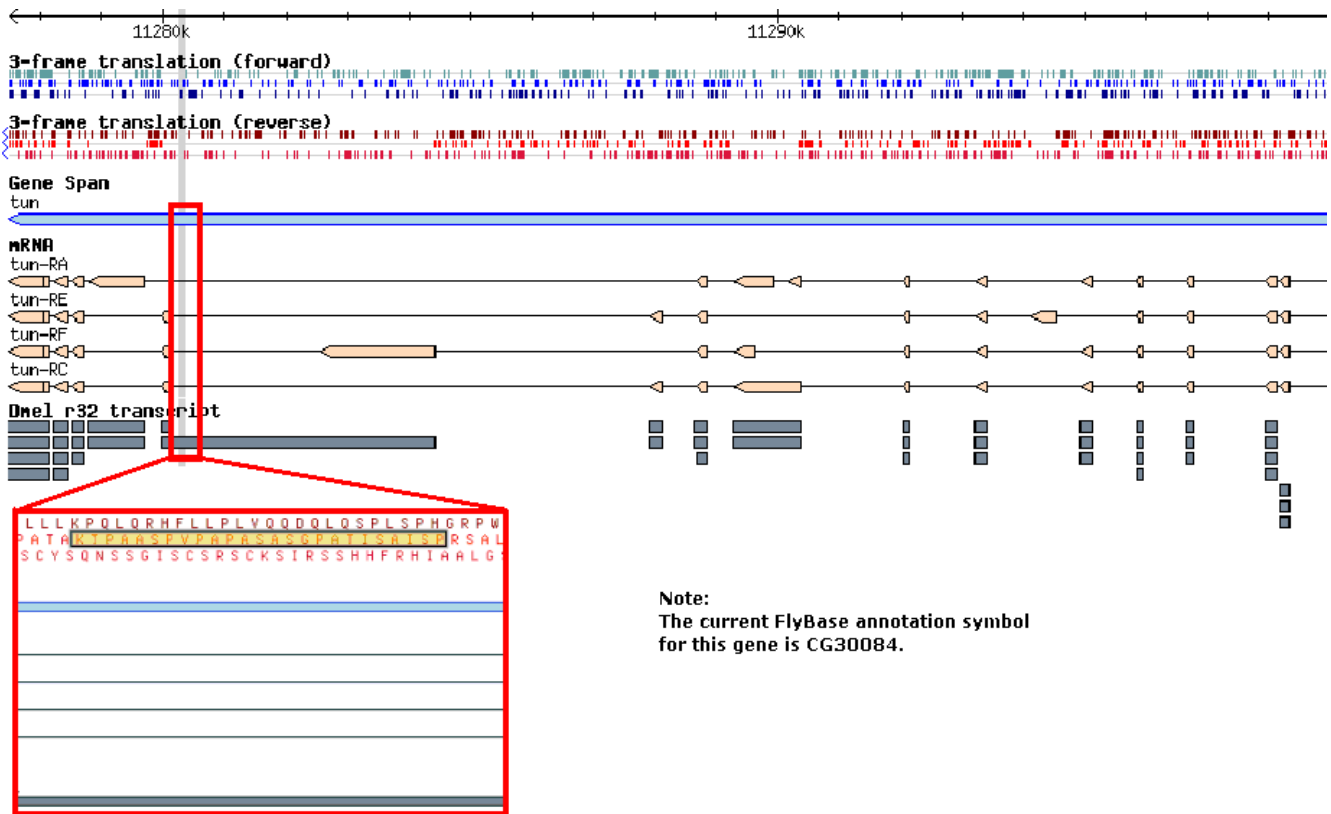 11280k 11290k
3-frame translation (forward)
3-frame translation (reverse)
Gene Span
tun
mRNA
tun-RA
tun-RE
tun-RF
tun-RC
Dmel r32 transcript
L L L K P Q L Q R H F L L P L V Q Q D Q L Q S P L S P H G R P W
P A T A K T P A A S P V P A P A S A S G P A T I S A I S P R S A L
S C Y S Q N S S G I S C S R S C K S I R S S H H F R H I A A L G
Note:
The current FlyBase annotation symbol
for this gene is CG30084.